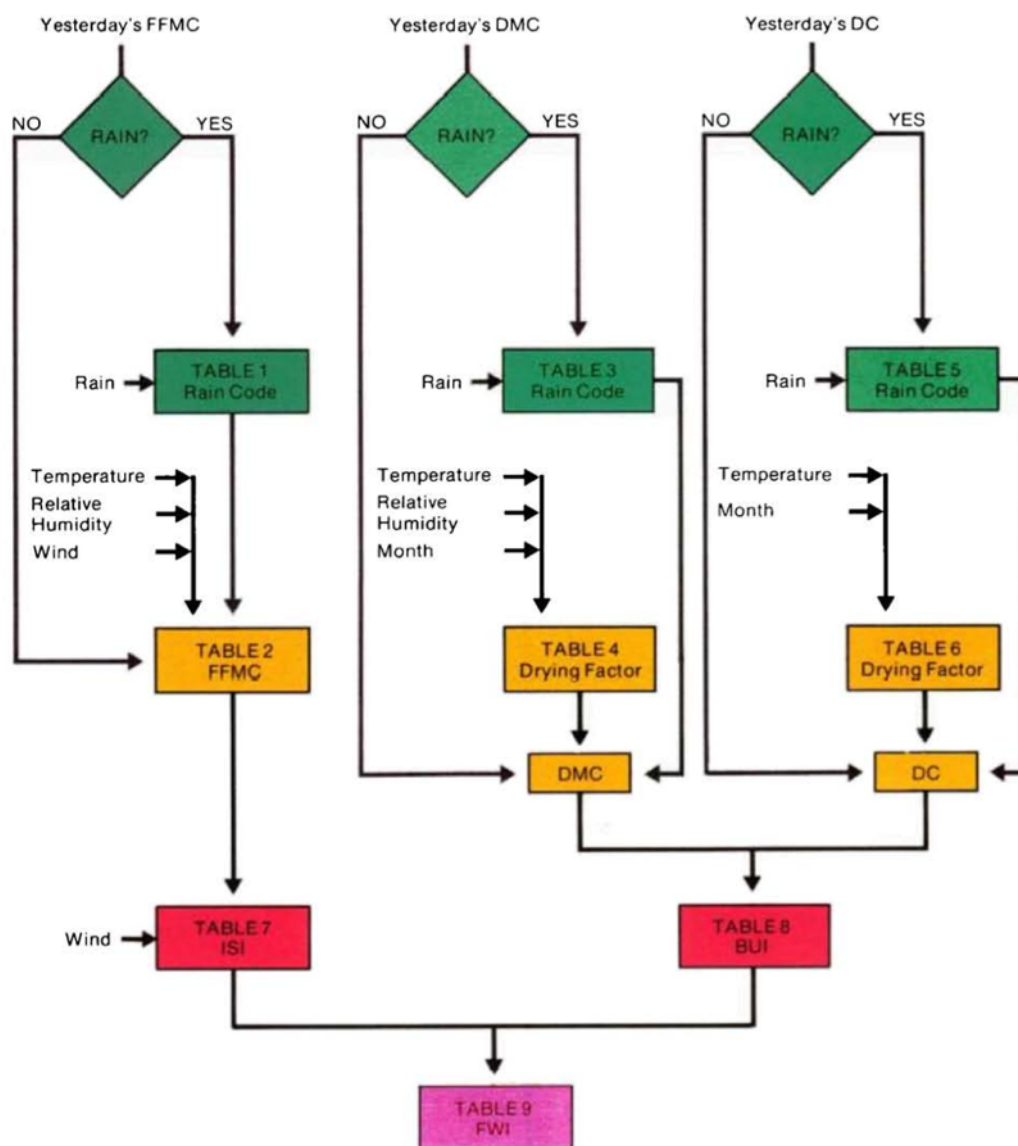 Yesterday's FFMC
Yesterday's DMC
Yesterday's DC
NO
RAIN?
YES
NO
RAIN?
YES
NO
RAIN?
YES
Rain
TABLE 1
Rain Code
Rain
TABLE 3
Rain Code
Rain
TABLE 5
Rain Code
Temperature
Relative
Humidity
Wind
Temperature
Relative
Humidity
Month
Temperature
Month
TABLE 2
FFMC
TABLE 4
Drying Factor
TABLE 6
Drying Factor
DMC
DC
Wind
TABLE 7
ISI
TABLE 8
BUI
TABLE 9
FWI